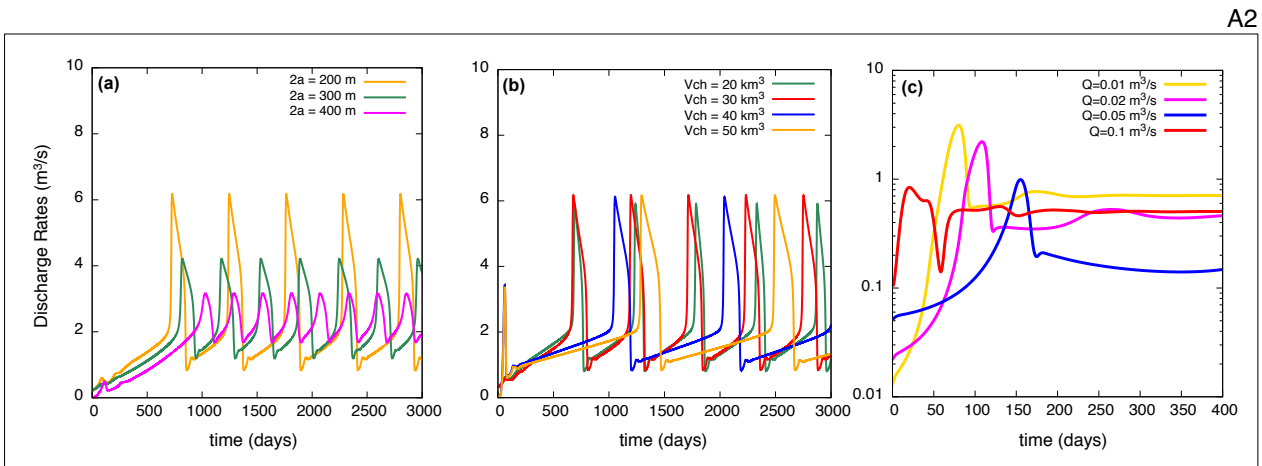 A2
(a)
2a = 200 m
2a = 300 m
2a = 400 m
10
8
6
4
2
0
Discharge Rates (m³/s)
0 500 1000 1500 2000 2500 3000
time (days)
(b)
Vch = 20 km³
Vch = 30 km³
Vch = 40 km³
Vch = 50 km³
10
8
6
4
2
0
0 500 1000 1500 2000 2500 3000
time (days)
(c)
Q=0.01 m³/s
Q=0.02 m³/s
Q=0.05 m³/s
Q=0.1 m³/s
10
1
0.1
0.01
0 50 100 150 200 250 300 350 400
time (days)